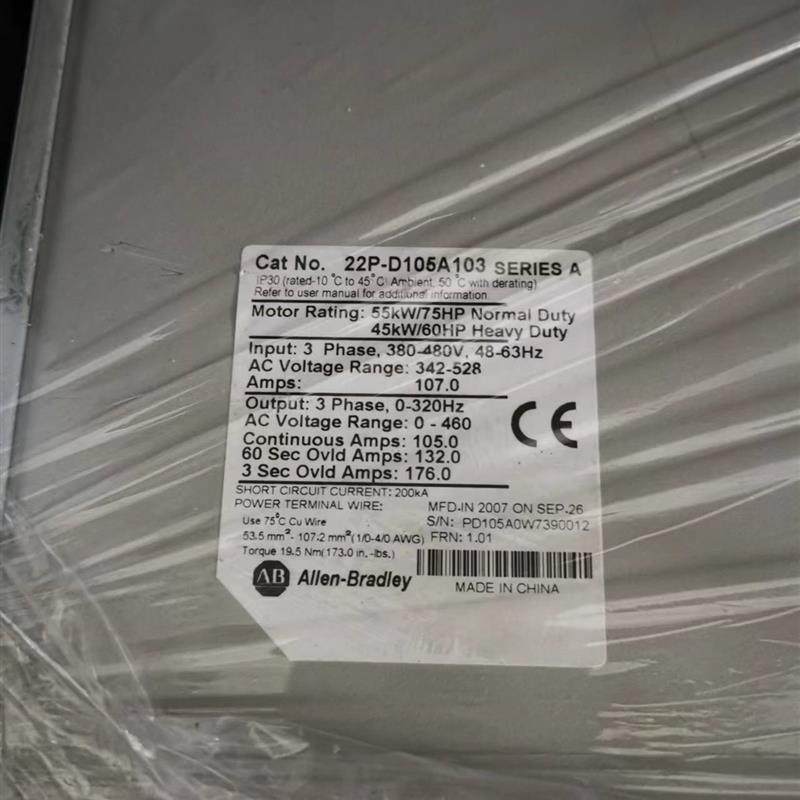 Cat No. 22P-D105A103 SERIES A
IP30 (rated-10 °C to 45°C) Ambient, 50 °C with derating)
Refer to user manual for additional information
Motor Rating: 55kW/75HP Normal Duty
45kW/60HP Heavy Duty
Input: 3 Phase, 380-480V, 48-63Hz
AC Voltage Range: 342-528
Amps: 107.0
Output: 3 Phase, 0-320Hz
AC Voltage Range: 0 - 460
Continuous Amps: 105.0
60 Sec Ovld Amps: 132.0
3 Sec Ovld Amps: 176.0
CE
SHORT CIRCUIT CURRENT: 200kA
POWER TERMINAL WIRE:
Use 75°C Cu Wire
53.5 mm²- 107.2 mm²(1/0-4/0 AWG)
Torque 19.5 Nm(173.0 in.-lbs.)
MFD.IN 2007 ON SEP.26
S/N: PD105A0W7390012
FRN: 1.01
AB Allen-Bradley
MADE IN CHINA